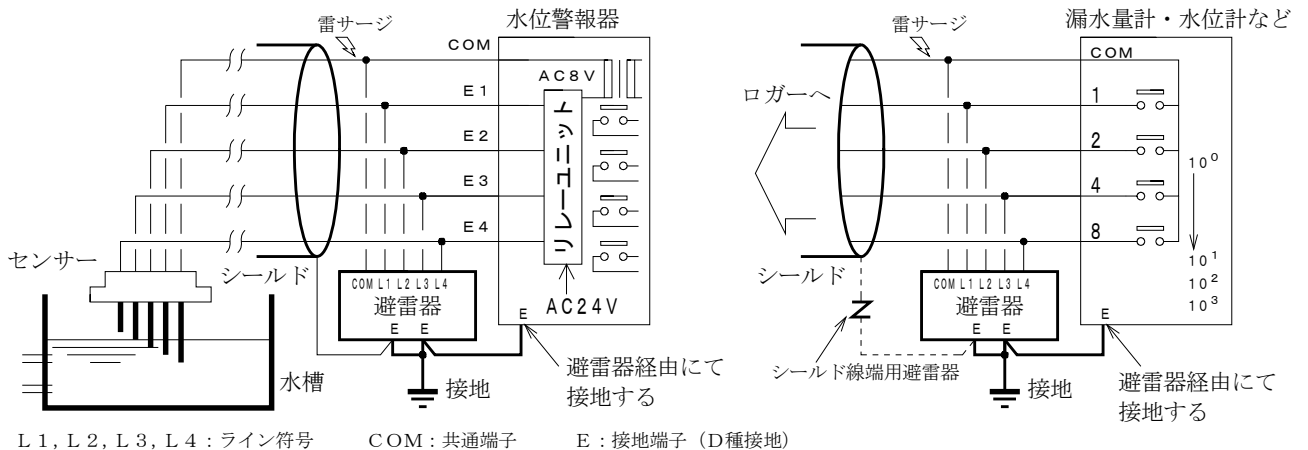 水位警報器
雷サージ
COM
AC8V
E1
E2
E3
E4
リレーユニット
センサー
シールド
COM L1 L2 L3 L4
避雷器
E E
AC24V
E
水槽
接地
避雷器経由にて
接地する
漏水量計・水位計など
雷サージ
COM
ロガーへ
1
2
4
8
10⁰
10¹
10²
10³
シールド
COM L1 L2 L3 L4
避雷器
E E
E
シールド線端用避雷器
接地
避雷器経由にて
接地する
L1, L2, L3, L4:ライン符号 COM:共通端子 E:接地端子(D種接地)